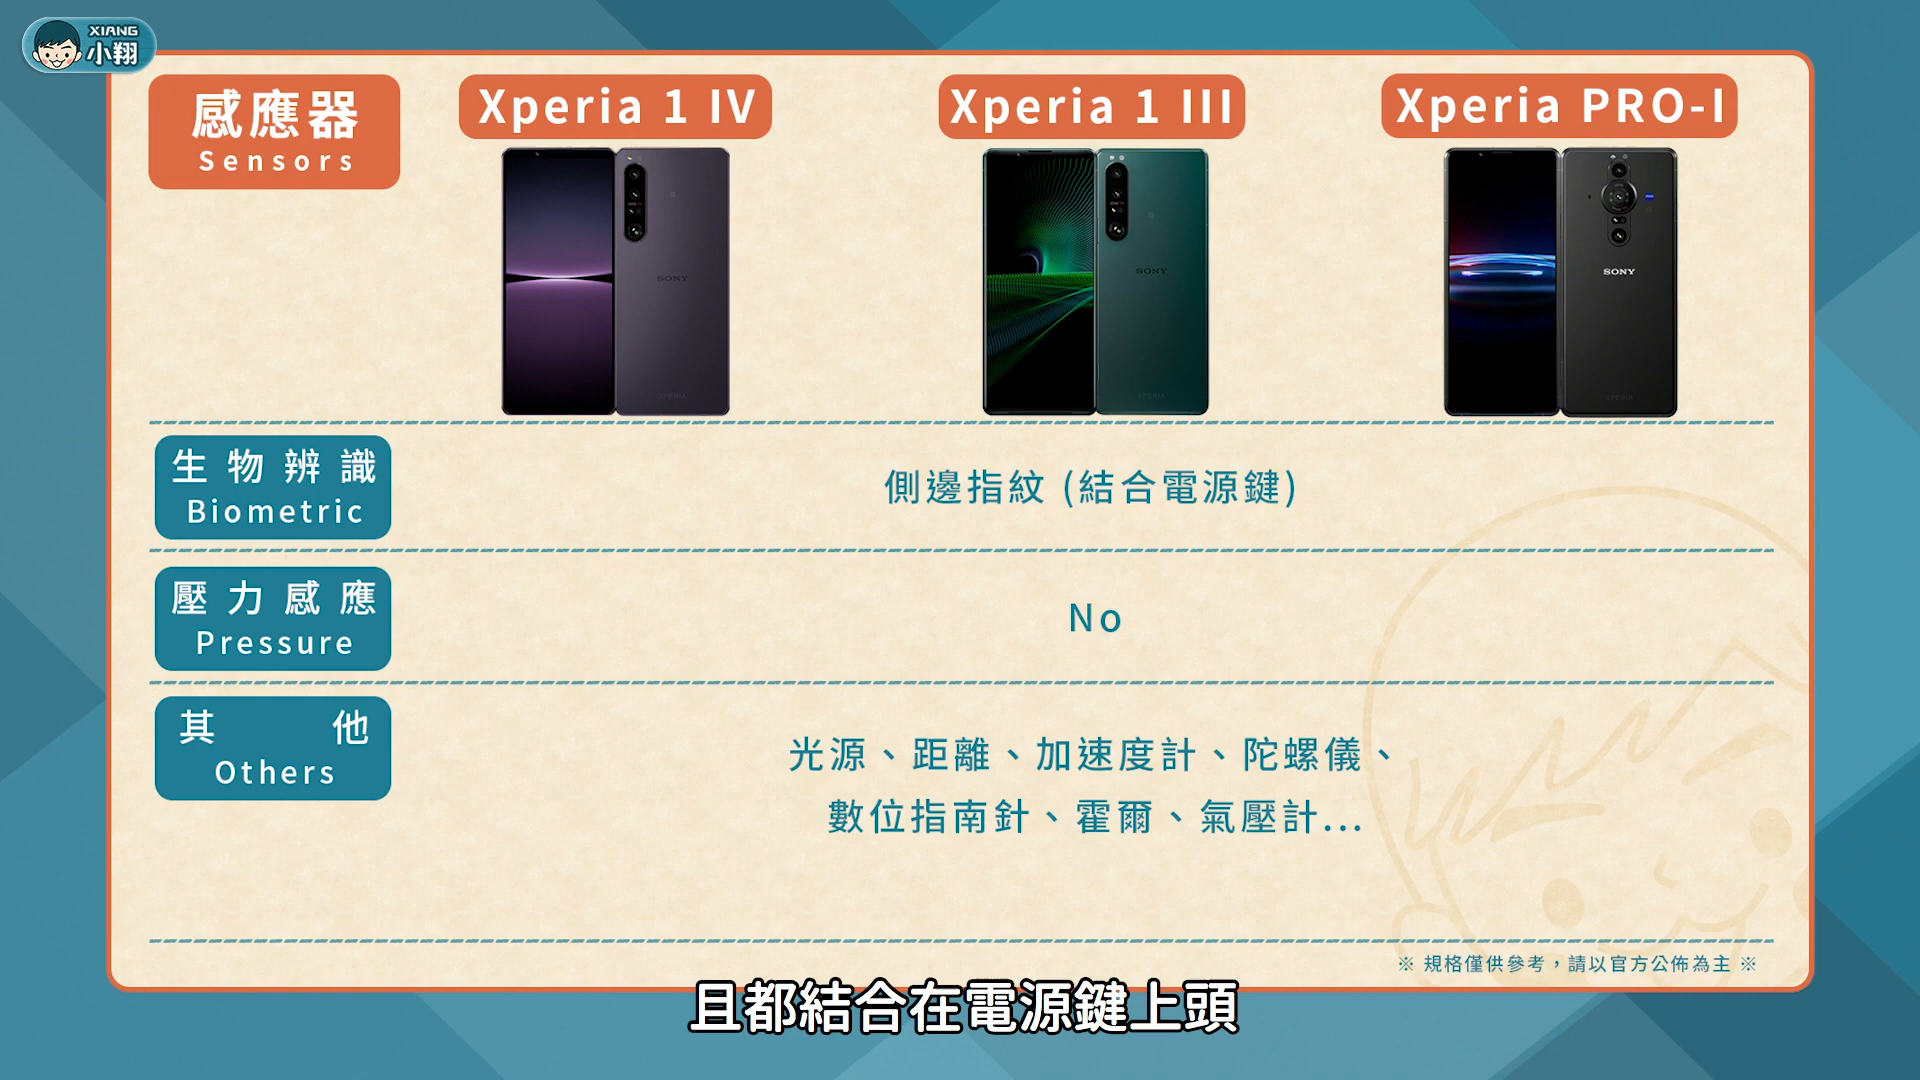 XIANG
小翔
感應器
Sensors
Xperia 1 IV
Xperia 1 III
Xperia PRO-I
SONY
SONY
SONY
XPERIA
XPERIA
XPERIA
生物辨識
Biometric
側邊指紋 (結合電源鍵)
壓力感應
Pressure
No
其他
Others
光源、距離、加速度計、陀螺儀、
數位指南針、霍爾、氣壓計...
※ 規格僅供參考，請以官方公佈為主 ※
且都結合在電源鍵上頭